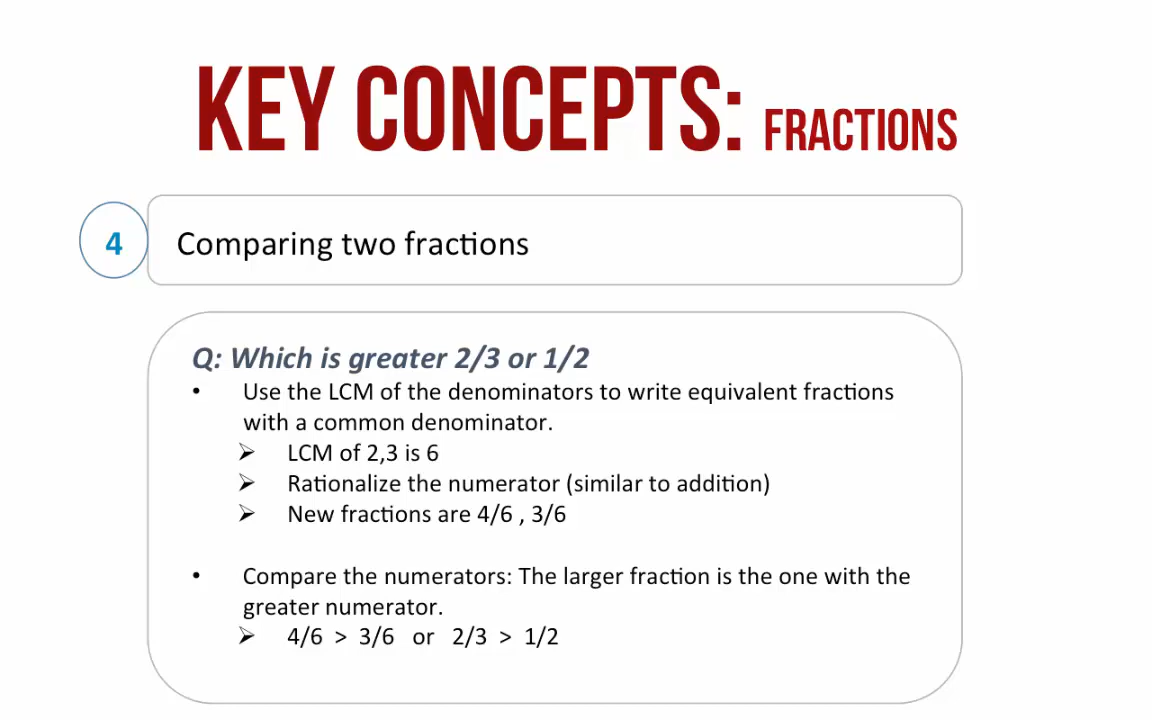 KEY CONCEPTS: FRACTIONS
4 Comparing two fractions
Q: Which is greater 2/3 or 1/2
• Use the LCM of the denominators to write equivalent fractions
with a common denominator.
➢ LCM of 2,3 is 6
➢ Rationalize the numerator (similar to addition)
➢ New fractions are 4/6 , 3/6
• Compare the numerators: The larger fraction is the one with the
greater numerator.
➢ 4/6 > 3/6 or 2/3 > 1/2